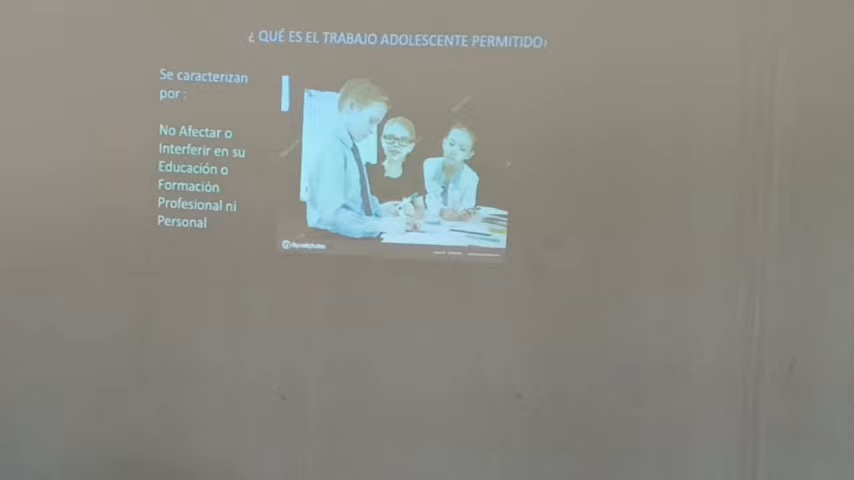 ¿ QUÉ ES EL TRABAJO ADOLESCENTE PERMITIDO?
Se caracterizan
por :
No Afectar o
Interferir en su
Educación o
Formación
Profesional ni
Personal
depositphotos